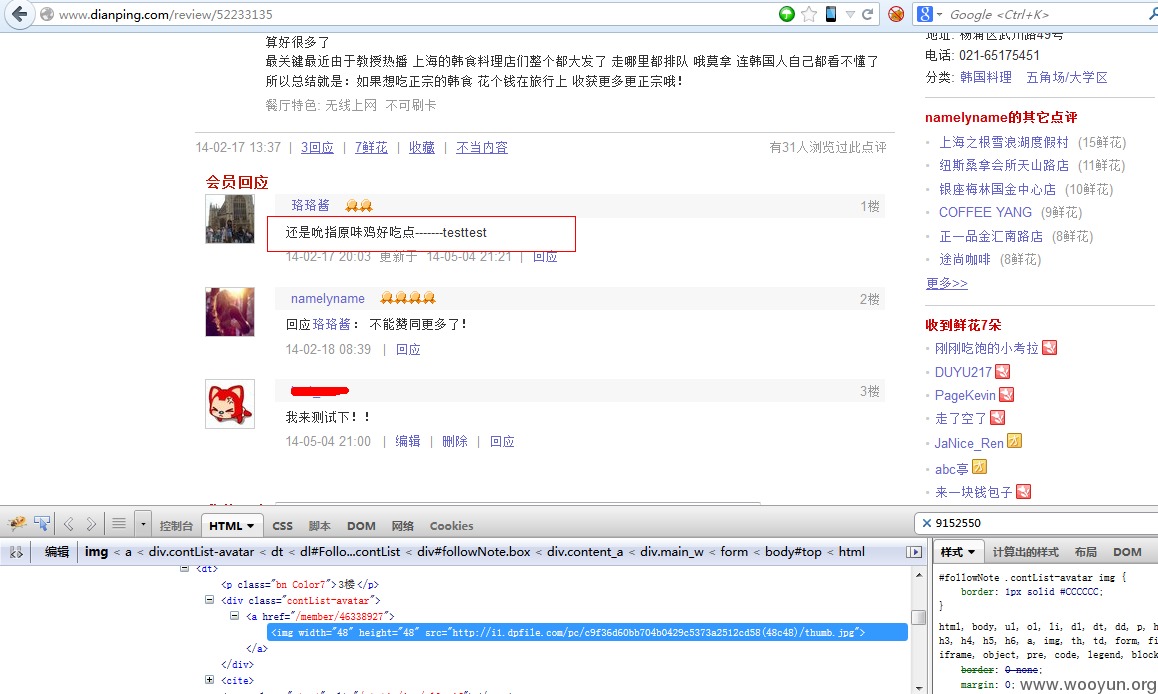 www.dianping.com/review/52233135
Google <Ctrl+K>
算好很多了
最关键最近由于教授热播 上海的韩食料理店们整个都大发了 走哪里都排队 哦莫拿 连韩国人自己都看不懂了
所以总结就是：如果想吃正宗的韩食 花个钱在旅行上 收获更多更正宗哦！
餐厅特色: 无线上网 不可刷卡
14-02-17 13:37 | 3回应 | 7鲜花 | 收藏 | 不当内容
有31人浏览过此点评
会员回应
珞珞酱
1楼
还是吮指原味鸡好吃点-------testtest
14-02-17 20:03 更新于 14-05-04 21:21 | 回应
namelyname
2楼
回应珞珞酱： 不能赞同更多了！
14-02-18 08:39 | 回应
3楼
我来测试下！！
14-05-04 21:00 | 编辑 | 删除 | 回应
地址: 杨浦区武川路49号
电话: 021-65175451
分类: 韩国料理 五角场/大学区
namelyname的其它点评
上海之根雪浪湖度假村 (15鲜花)
纽斯桑拿会所天山路店 (11鲜花)
银座梅林国金中心店 (10鲜花)
COFFEE YANG (9鲜花)
正一品金汇南路店 (8鲜花)
途尚咖啡 (8鲜花)
更多>>
收到鲜花7朵
刚刚吃饱的小考拉
DUYU217
PageKevin
走了空了
JaNice_Ren
abc亭
来一块钱包子
控制台 HTML CSS 脚本 DOM 网络 Cookies
9152550
编辑 img < a < div.contList-avatar < dt < dl#Follo...contList < div#followNote.box < div.content_a < div.main_w < form < body#top < html
样式 计算出的样式 布局 DOM
<dt>
<p class="bn Color7">3楼</p>
<div class="contList-avatar">
<a href="/member/46338927">
<img width="48" height="48" src="http://i1.dpfile.com/pc/c9f36d60bb704b0429c5373a2512cd58(48c48)/thumb.jpg">
</a>
</div>
<cite>
#followNote .contList-avatar img {
border: 1px solid #CCCCCC;
}
html, body, ul, ol, li, dl, dt, dd, p, h
h3, h4, h5, h6, a, img, th, td, form, fi
iframe, object, pre, code, legend, block
border: 0 none;
margin: 0;
www.wooyun.org